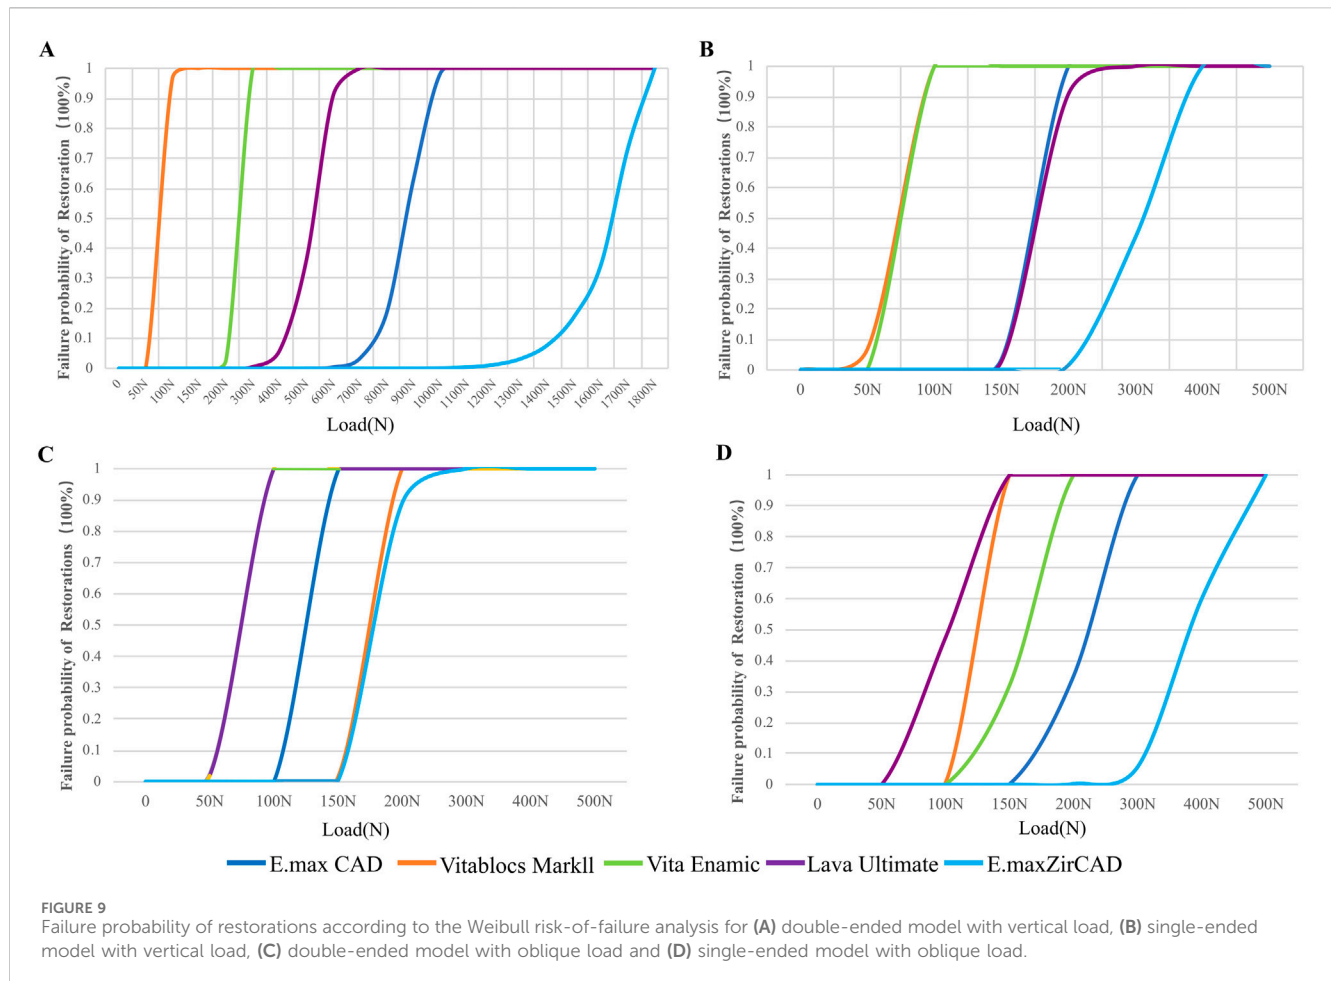 A
Failure probability of Restoration (100%)
1
0.9
0.8
0.7
0.6
0.5
0.4
0.3
0.2
0.1
0
0 50N 100N 150N 200N 300N 400N 500N 600N 700N 800N 900N 1000N 1100N 1200N 1300N 1400N 1500N 1600N 1700N 1800N
Load(N)
B
Failure probability of Restorations (100%)
1
0.9
0.8
0.7
0.6
0.5
0.4
0.3
0.2
0.1
0
0 50N 100N 150N 200N 300N 400N 500N
Load(N)
C
Failure probability of Restorations (100%)
1
0.9
0.8
0.7
0.6
0.5
0.4
0.3
0.2
0.1
0
0 50N 100N 150N 200N 300N 400N 500N
Load(N)
D
Failure probability of Restoration (100%)
1
0.9
0.8
0.7
0.6
0.5
0.4
0.3
0.2
0.1
0
0 50N 100N 150N 200N 300N 400N 500N
Load(N)
E.max CAD Vitablocs Markll Vita Enamic Lava Ultimate E.maxZirCAD
FIGURE 9
Failure probability of restorations according to the Weibull risk-of-failure analysis for (A) double-ended model with vertical load, (B) single-ended
model with vertical load, (C) double-ended model with oblique load and (D) single-ended model with oblique load.